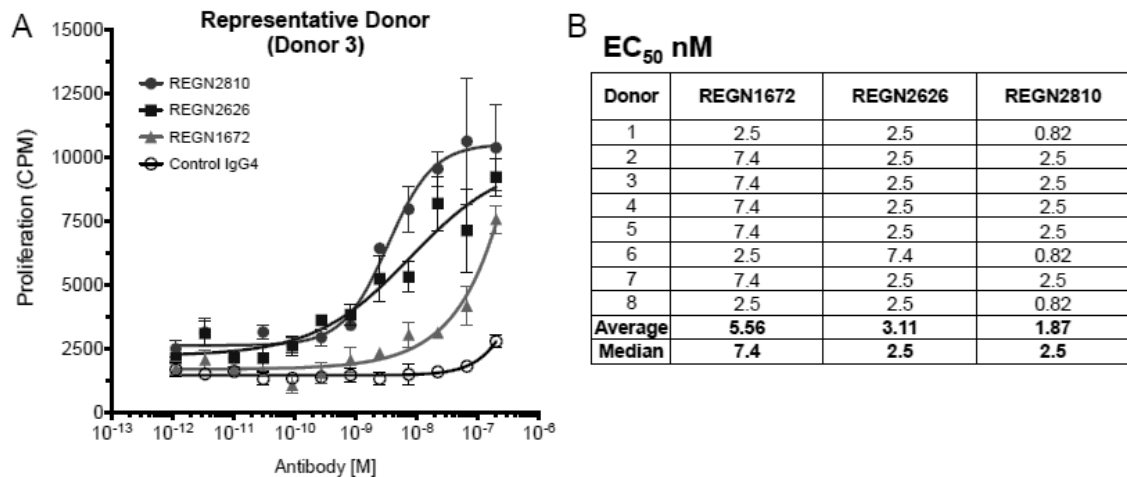 A
Representative Donor
(Donor 3)
REGN2810
REGN2626
REGN1672
Control IgG4
Proliferation (CPM)
15000
12500
10000
7500
5000
2500
0
10-13 10-12 10-11 10-10 10-9 10-8 10-7 10-6
Antibody [M]
B
EC50 nM
Donor REGN1672 REGN2626 REGN2810
1 2.5 2.5 0.82
2 7.4 2.5 2.5
3 7.4 2.5 2.5
4 7.4 2.5 2.5
5 7.4 2.5 2.5
6 2.5 7.4 0.82
7 7.4 2.5 2.5
8 2.5 2.5 0.82
Average 5.56 3.11 1.87
Median 7.4 2.5 2.5